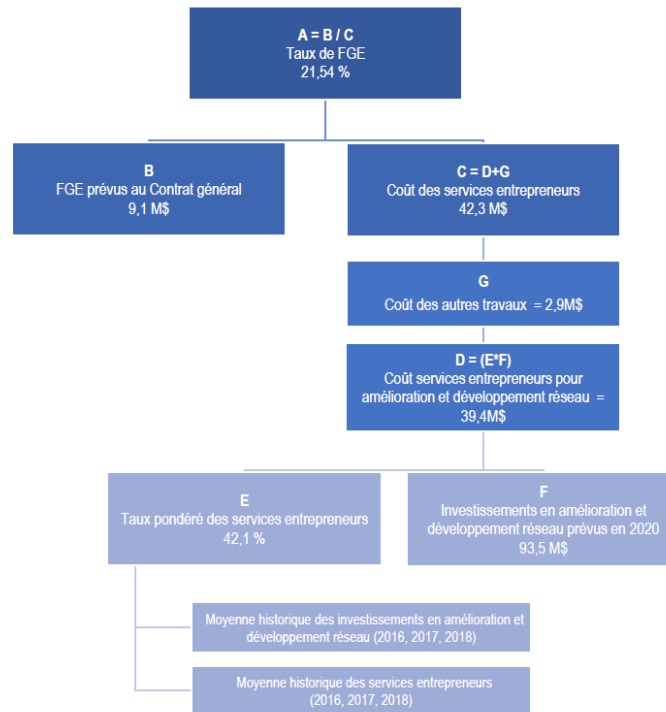 A = B / C
Taux de FGE
21,54 %
B
FGE prévus au Contrat général
9,1 M$
C = D+G
Coût des services entrepreneurs
42,3 M$
G
Coût des autres travaux = 2,9M$
D = (E*F)
Coût services entrepreneurs pour
amélioration et développement réseau =
39,4M$
E
Taux pondéré des services entrepreneurs
42,1 %
F
Investissements en amélioration et
développement réseau prévus en 2020
93,5 M$
Moyenne historique des investissements en amélioration et
développement réseau (2016, 2017, 2018)
Moyenne historique des services entrepreneurs
(2016, 2017, 2018)